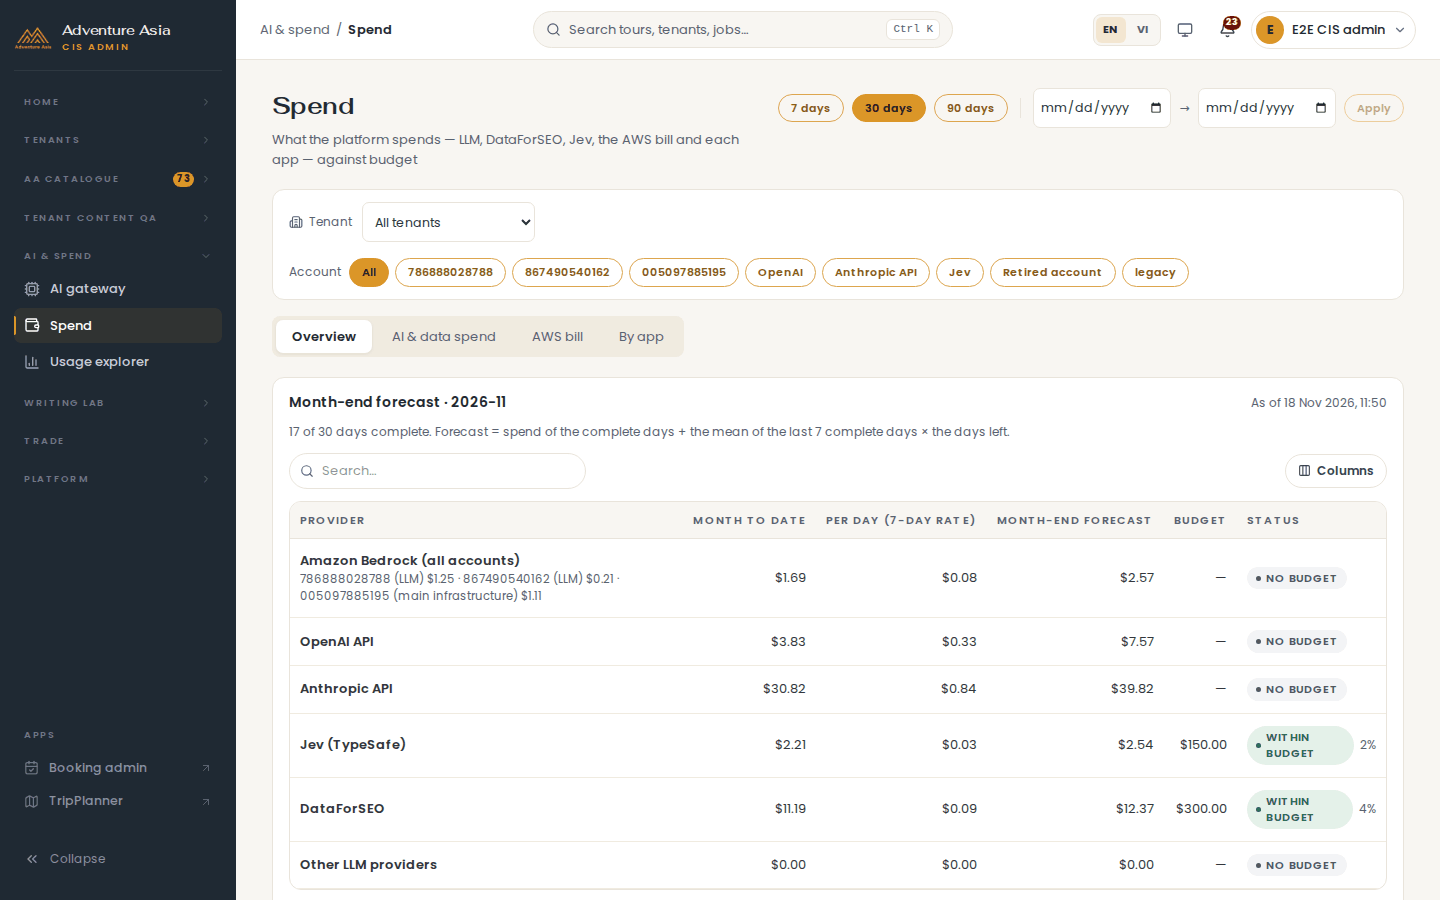 Adventure Asia
Adventure Asia
CIS ADMIN
HOME
TENANTS
AA CATALOGUE 73
TENANT CONTENT QA
AI & SPEND
AI gateway
Spend
Usage explorer
WRITING LAB
TRADE
PLATFORM
APPS
Booking admin
TripPlanner
Collapse
AI & spend / Spend
Search tours, tenants, jobs...
Ctrl K
EN VI
23
E E2E CIS admin
Spend
What the platform spends — LLM, DataForSEO, Jev, the AWS bill and each
app — against budget
7 days 30 days 90 days mm/dd/yyyy → mm/dd/yyyy Apply
Tenant All tenants
Account All 786888028788 867490540162 005097885195 OpenAI Anthropic API Jev Retired account legacy
Overview AI & data spend AWS bill By app
Month-end forecast · 2026-11
As of 18 Nov 2026, 11:50
17 of 30 days complete. Forecast = spend of the complete days + the mean of the last 7 complete days × the days left.
Search...
Columns
PROVIDER MONTH TO DATE PER DAY (7-DAY RATE) MONTH-END FORECAST BUDGET STATUS
Amazon Bedrock (all accounts)
786888028788 (LLM) $1.25 · 867490540162 (LLM) $0.21 ·
005097885195 (main infrastructure) $1.11
$1.69 $0.08 $2.57 — NO BUDGET
OpenAI API $3.83 $0.33 $7.57 — NO BUDGET
Anthropic API $30.82 $0.84 $39.82 — NO BUDGET
Jev (TypeSafe) $2.21 $0.03 $2.54 $150.00 WITHIN BUDGET 2%
DataForSEO $11.19 $0.09 $12.37 $300.00 WITHIN BUDGET 4%
Other LLM providers $0.00 $0.00 $0.00 — NO BUDGET